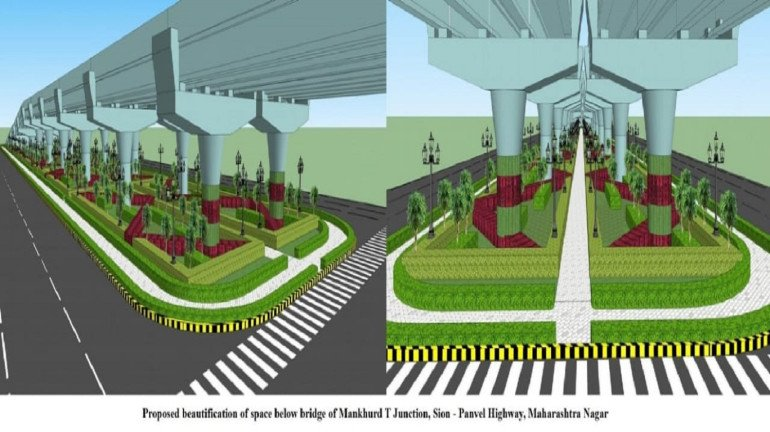 Proposed beautification of space below bridge of Mankhurd T Junction, Sion - Panvel Highway, Maharashtra Nagar